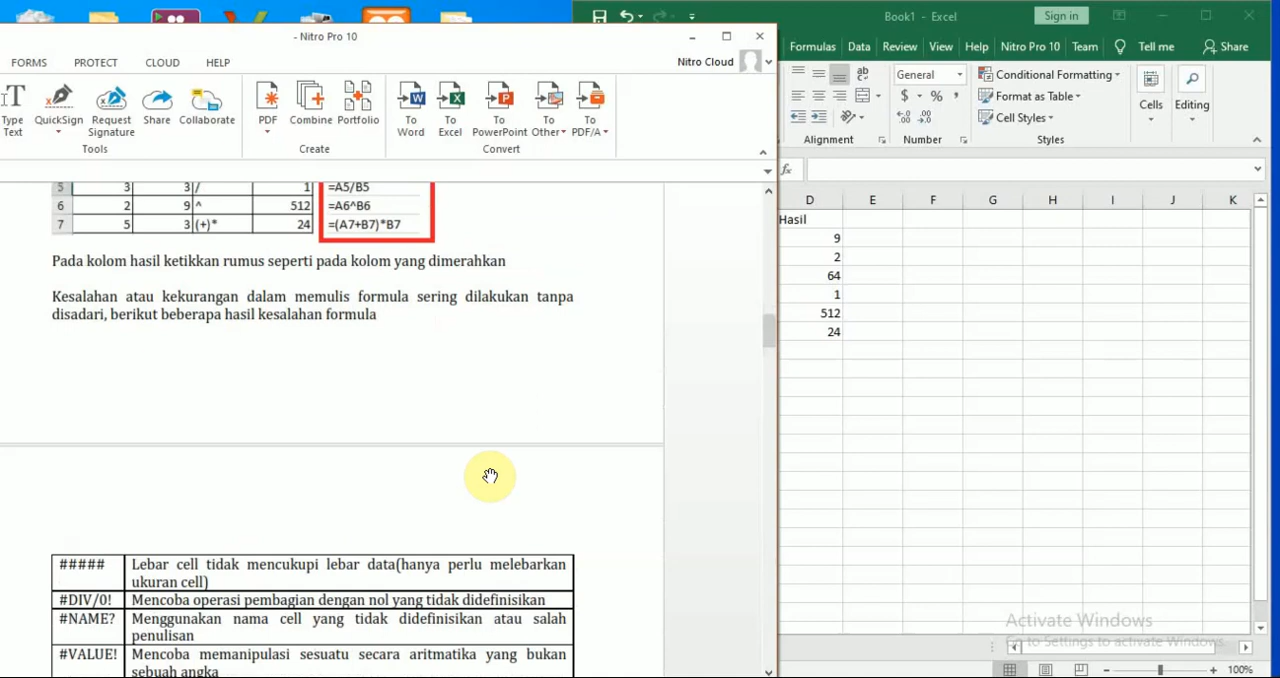 - Nitro Pro 10
FORMS PROTECT CLOUD HELP
Nitro Cloud
Type Text
QuickSign
Request Signature
Share
Collaborate
PDF
Combine
Portfolio
To Word
To Excel
To PowerPoint
To Other
To PDF/A
Tools
Create
Convert
5 3 3 / 1 =A5/B5
6 2 9 ^ 512 =A6^B6
7 5 3 (+)* 24 =(A7+B7)*B7
Pada kolom hasil ketikkan rumus seperti pada kolom yang dimerahkan
Kesalahan atau kekurangan dalam memulis formula sering dilakukan tanpa
disadari, berikut beberapa hasil kesalahan formula
##### Lebar cell tidak mencukupi lebar data(hanya perlu melebarkan
ukuran cell)
#DIV/0! Mencoba operasi pembagian dengan nol yang tidak didefinisikan
#NAME? Menggunakan nama cell yang tidak didefinisikan atau salah
penulisan
#VALUE! Mencoba memanipulasi sesuatu secara aritmatika yang bukan
sebuah angka
Book1 - Excel
Sign in
Formulas Data Review View Help Nitro Pro 10 Team Tell me Share
General
$ % ,
Conditional Formatting
Format as Table
Cell Styles
Cells
Editing
Alignment
Number
Styles
fx
D E F G H I J K
Hasil
9
2
64
1
512
24
Activate Windows
Go to Settings to activate Windows.
100%